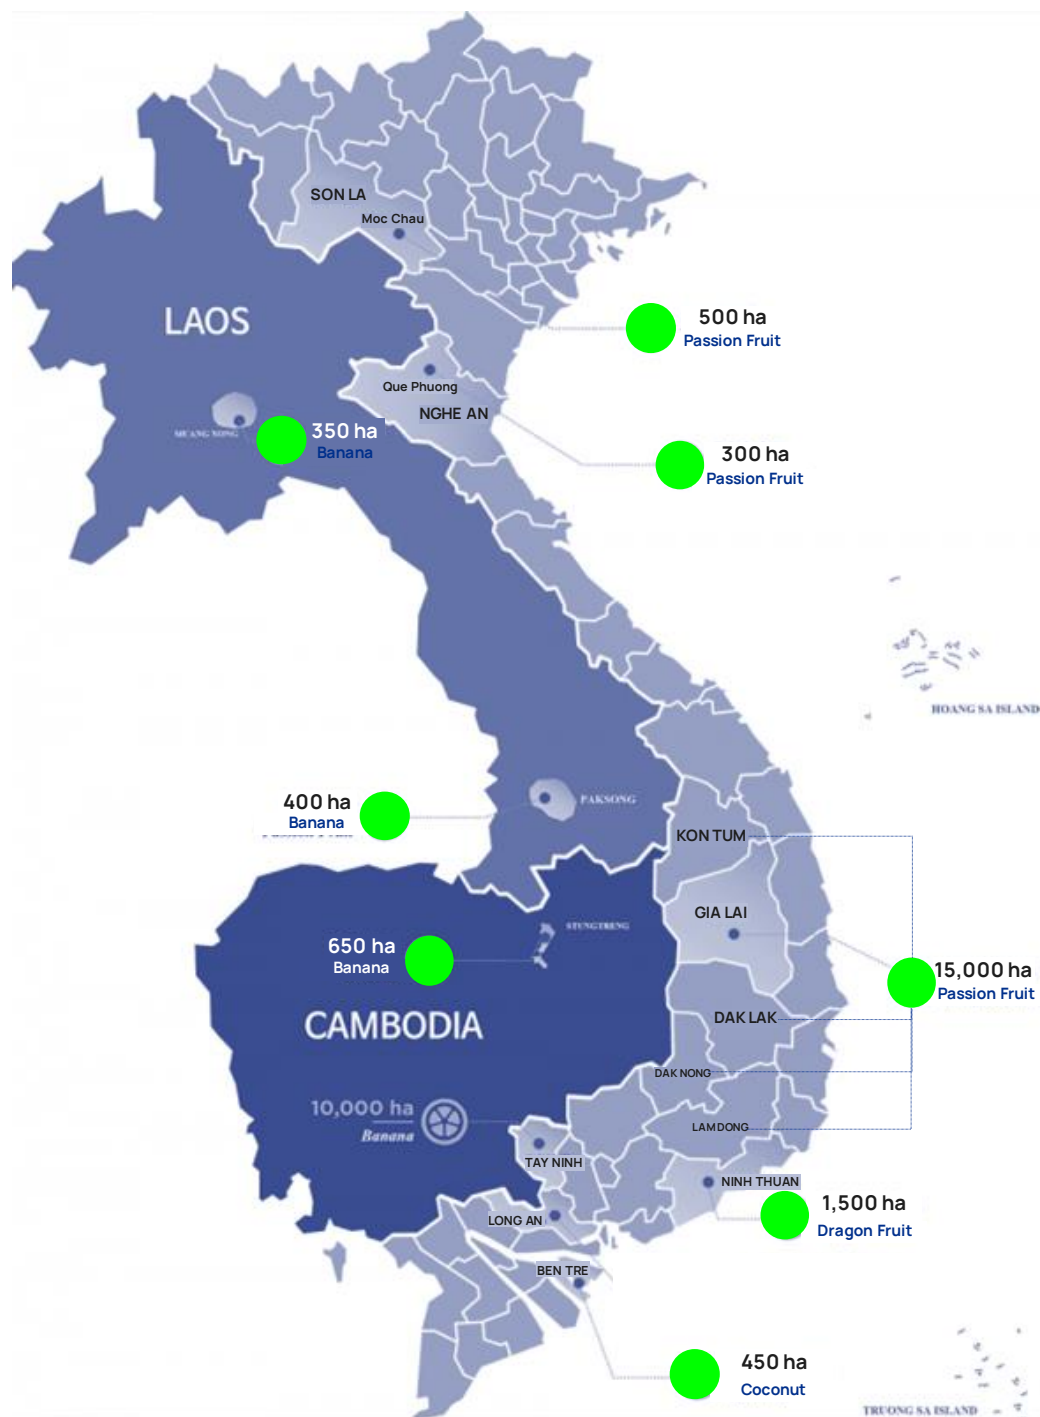 SON LA
Moc Chau
LAOS
500 ha
Passion Fruit
Que Phuong
NGHE AN
MUANG NONG
350 ha
Banana
300 ha
Passion Fruit
HOANG SA ISLAND
400 ha
Banana
PAKSONG
KON TUM
GIA LAI
STUNGTRENG
650 ha
Banana
15,000 ha
Passion Fruit
CAMBODIA
DAK LAK
DAK NONG
10,000 ha
Banana
LAM DONG
TAY NINH
NINH THUAN
1,500 ha
Dragon Fruit
LONG AN
BEN TRE
450 ha
Coconut
TRUONG SA ISLAND